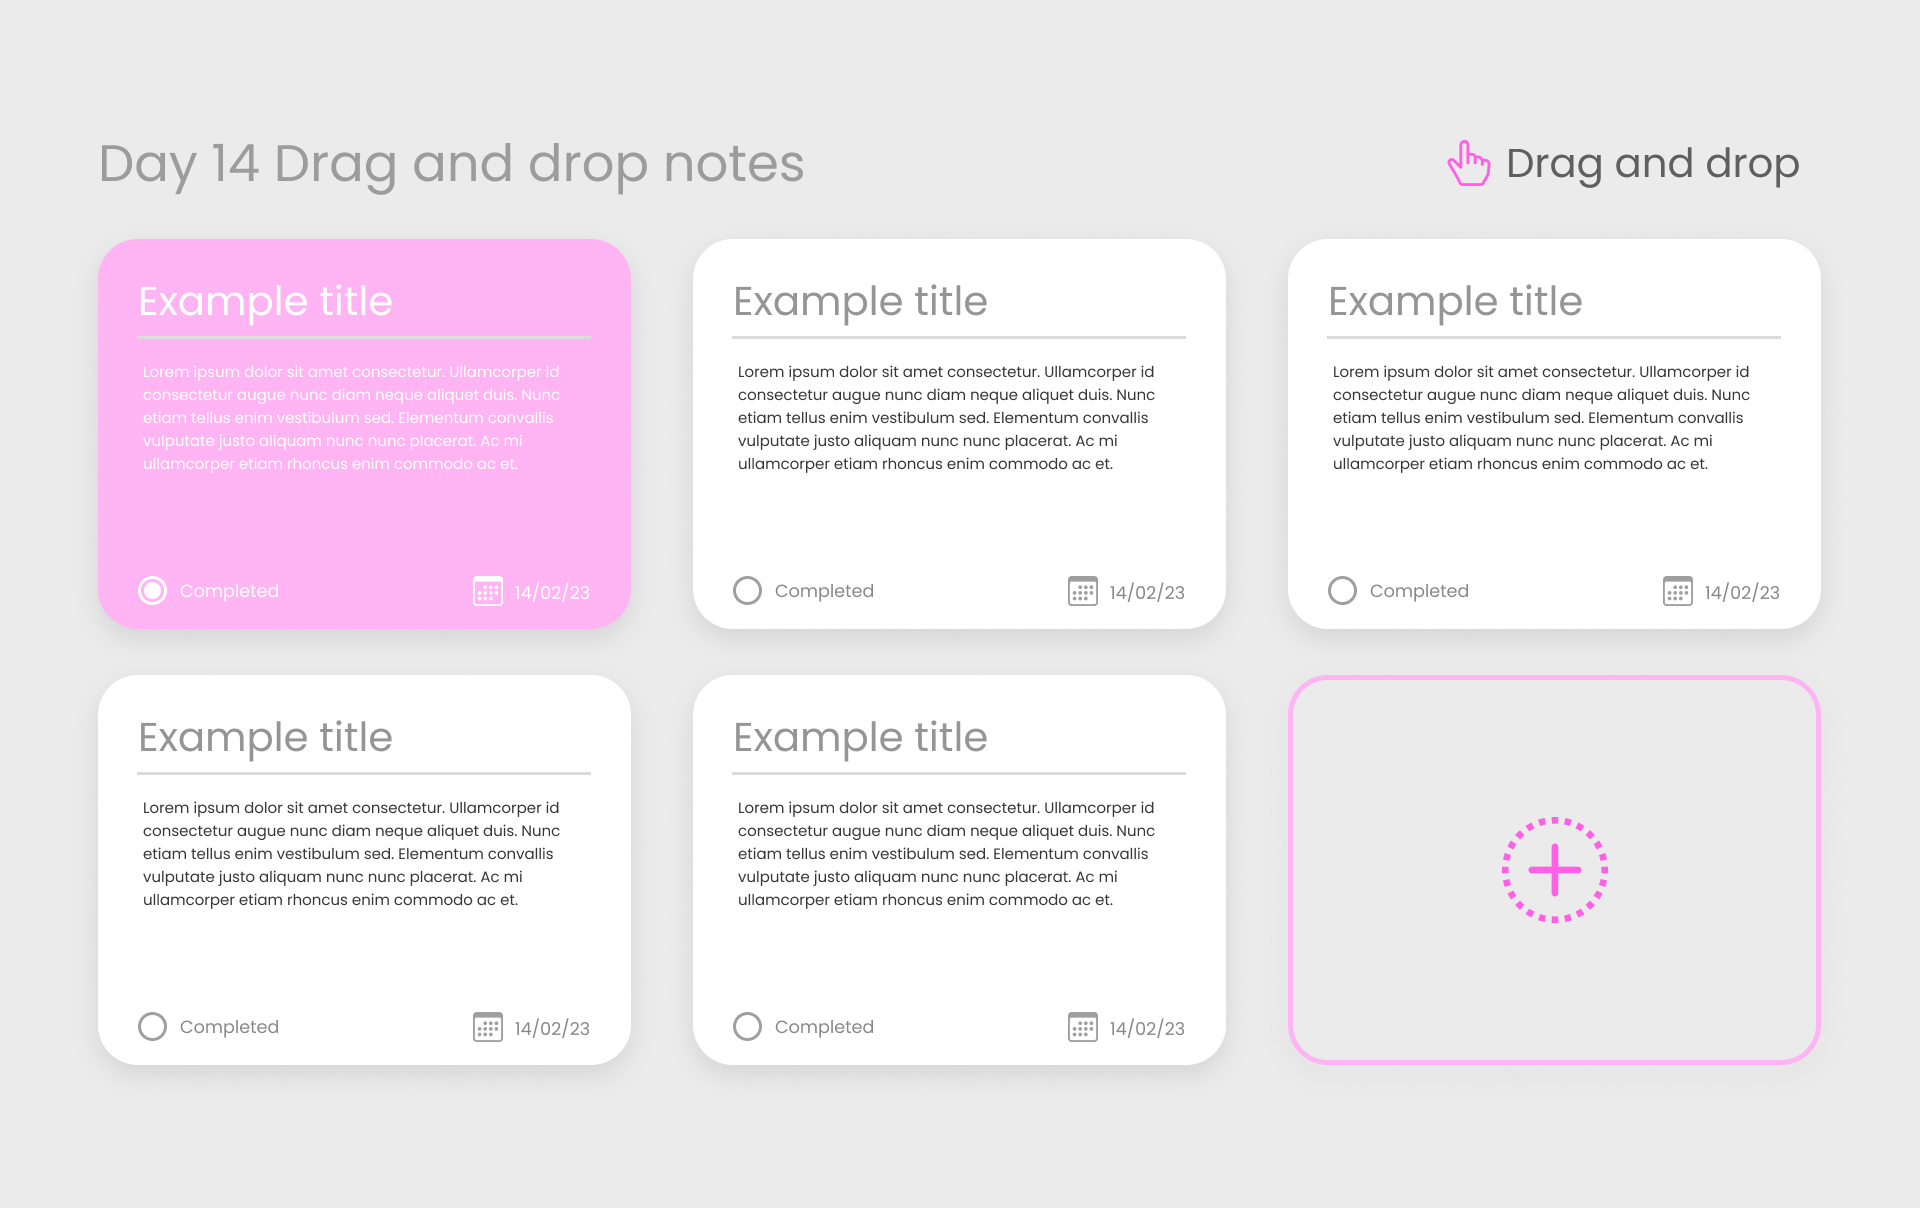 Day 14 Drag and drop notes
Drag and drop
Example title
Lorem ipsum dolor sit amet consectetur. Ullamcorper id
consectetur augue nunc diam neque aliquet duis. Nunc
etiam tellus enim vestibulum sed. Elementum convallis
vulputate justo aliquam nunc nunc placerat. Ac mi
ullamcorper etiam rhoncus enim commodo ac et.
Completed
14/02/23
Example title
Lorem ipsum dolor sit amet consectetur. Ullamcorper id
consectetur augue nunc diam neque aliquet duis. Nunc
etiam tellus enim vestibulum sed. Elementum convallis
vulputate justo aliquam nunc nunc placerat. Ac mi
ullamcorper etiam rhoncus enim commodo ac et.
Completed
14/02/23
Example title
Lorem ipsum dolor sit amet consectetur. Ullamcorper id
consectetur augue nunc diam neque aliquet duis. Nunc
etiam tellus enim vestibulum sed. Elementum convallis
vulputate justo aliquam nunc nunc placerat. Ac mi
ullamcorper etiam rhoncus enim commodo ac et.
Completed
14/02/23
Example title
Lorem ipsum dolor sit amet consectetur. Ullamcorper id
consectetur augue nunc diam neque aliquet duis. Nunc
etiam tellus enim vestibulum sed. Elementum convallis
vulputate justo aliquam nunc nunc placerat. Ac mi
ullamcorper etiam rhoncus enim commodo ac et.
Completed
14/02/23
Example title
Lorem ipsum dolor sit amet consectetur. Ullamcorper id
consectetur augue nunc diam neque aliquet duis. Nunc
etiam tellus enim vestibulum sed. Elementum convallis
vulputate justo aliquam nunc nunc placerat. Ac mi
ullamcorper etiam rhoncus enim commodo ac et.
Completed
14/02/23